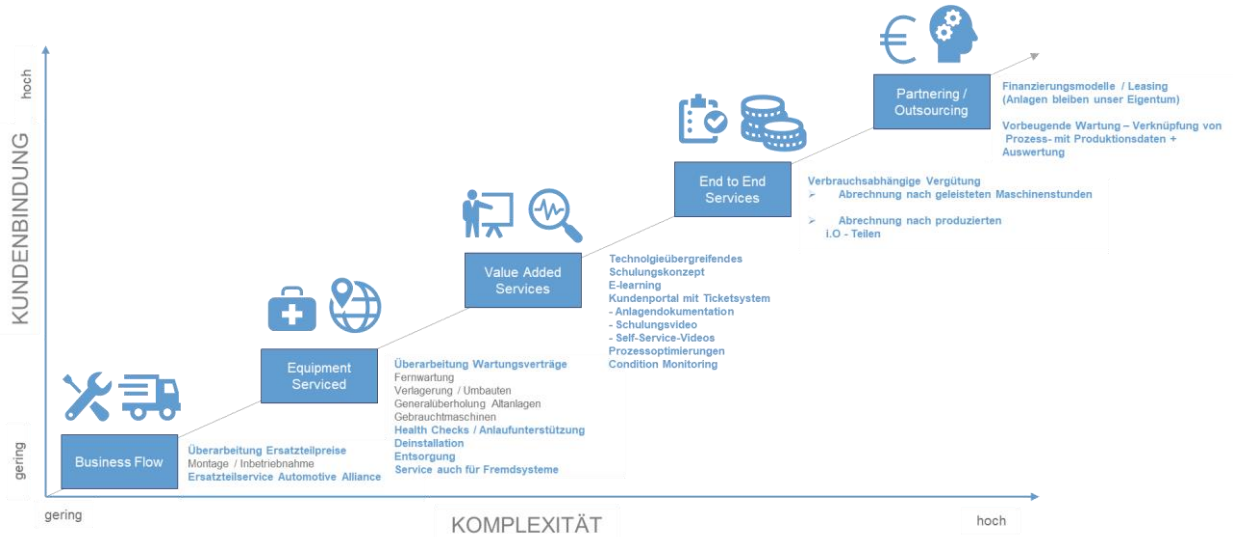 hoch
KUNDENBINDUNG
gering
Partnering /
Outsourcing
Finanzierungsmodelle / Leasing
(Anlagen bleiben unser Eigentum)
Vorbeugende Wartung – Verknüpfung von
Prozess- mit Produktionsdaten +
Auswertung
End to End
Services
Verbrauchsabhängige Vergütung
➢ Abrechnung nach geleisteten Maschinenstunden
➢ Abrechnung nach produzierten
i.O - Teilen
Value Added
Services
Technolgieübergreifendes
Schulungskonzept
E-learning
Kundenportal mit Ticketsystem
- Anlagendokumentation
- Schulungsvideo
- Self-Service-Videos
Prozessoptimierungen
Condition Monitoring
Equipment
Serviced
Überarbeitung Wartungsverträge
Fernwartung
Verlagerung / Umbauten
Generalüberholung Altanlagen
Gebrauchtmaschinen
Health Checks / Anlaufunterstützung
Deinstallation
Entsorgung
Service auch für Fremdsysteme
Business Flow
Überarbeitung Ersatzteilpreise
Montage / Inbetriebnahme
Ersatzteilservice Automotive Alliance
gering
KOMPLEXITÄT
hoch